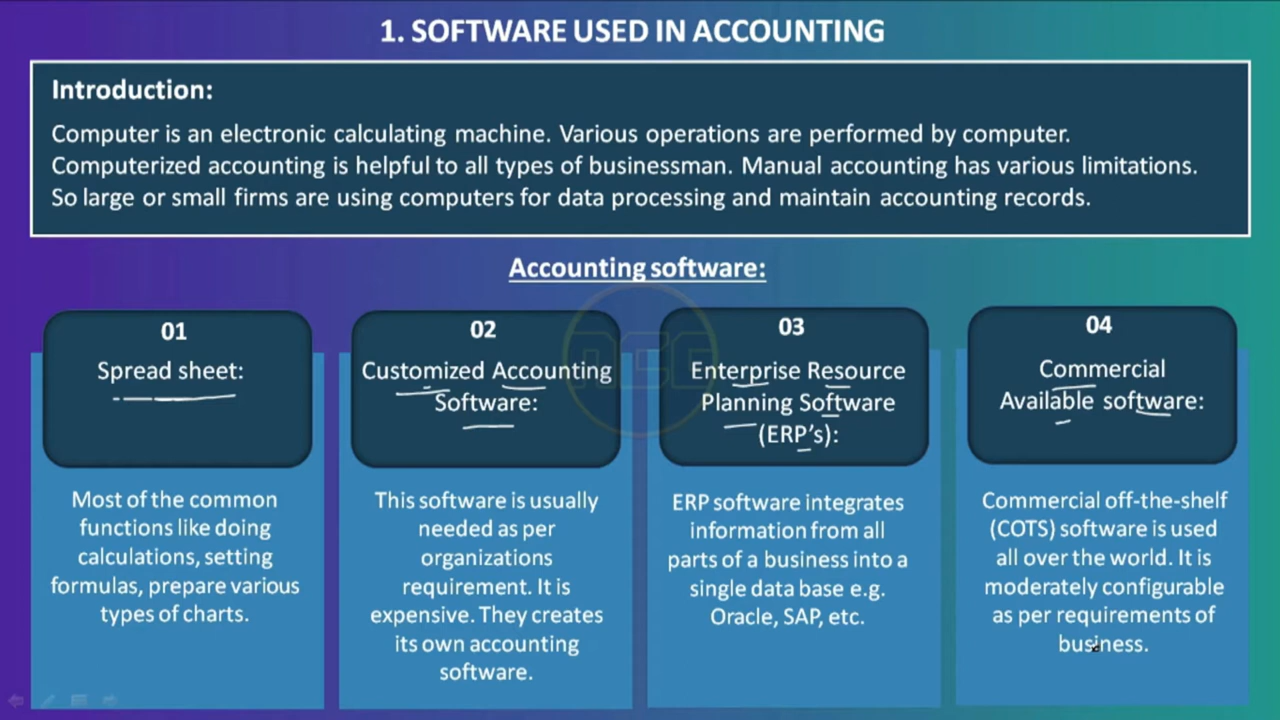 1. SOFTWARE USED IN ACCOUNTING
Introduction:
Computer is an electronic calculating machine. Various operations are performed by computer.
Computerized accounting is helpful to all types of businessman. Manual accounting has various limitations.
So large or small firms are using computers for data processing and maintain accounting records.
Accounting software:
01
Spread sheet:
Most of the common
functions like doing
calculations, setting
formulas, prepare various
types of charts.
02
Customized Accounting
Software:
This software is usually
needed as per
organizations
requirement. It is
expensive. They creates
its own accounting
software.
03
Enterprise Resource
Planning Software
(ERP's):
ERP software integrates
information from all
parts of a business into a
single data base e.g.
Oracle, SAP, etc.
04
Commercial
Available software:
Commercial off-the-shelf
(COTS) software is used
all over the world. It is
moderately configurable
as per requirements of
business.